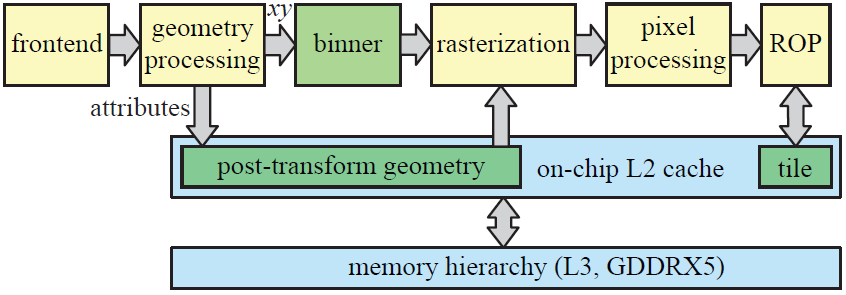 frontend
geometry
processing
xy
binner
rasterization
pixel
processing
ROP
attributes
post-transform geometry
on-chip L2 cache
tile
memory hierarchy (L3, GDDRX5)